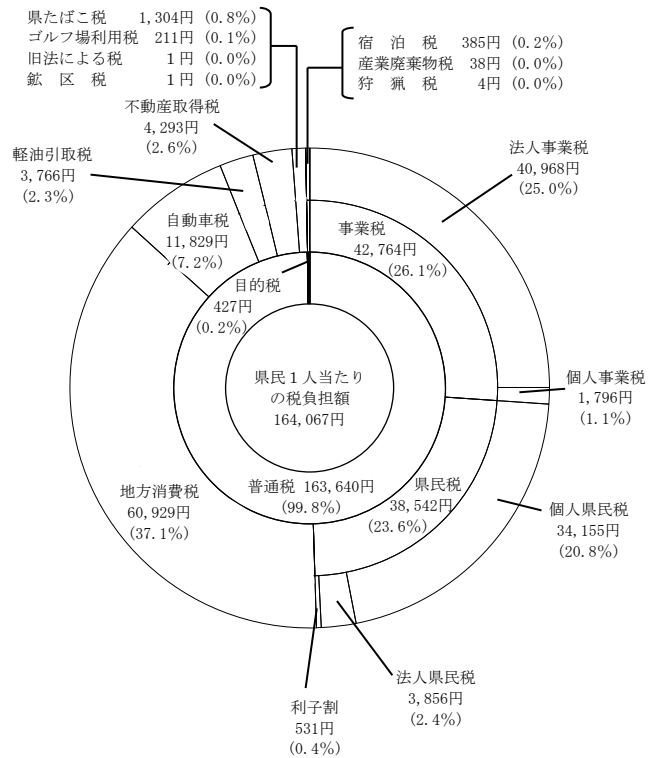 県たばこ税 1,304円 (0.8%)
ゴルフ場利用税 211円 (0.1%)
旧法による税 1円 (0.0%)
鉱区税 1円 (0.0%)
宿泊税 385円 (0.2%)
産業廃棄物税 38円 (0.0%)
狩猟税 4円 (0.0%)
不動産取得税
4,293円
(2.6%)
軽油引取税
3,766円
(2.3%)
自動車税
11,829円
(7.2%)
目的税
427円
(0.2%)
事業税
42,764円
(26.1%)
法人事業税
40,968円
(25.0%)
個人事業税
1,796円
(1.1%)
県民1人当たり
の税負担額
164,067円
普通税 163,640円
(99.8%)
県民税
38,542円
(23.6%)
個人県民税
34,155円
(20.8%)
地方消費税
60,929円
(37.1%)
法人県民税
3,856円
(2.4%)
利子割
531円
(0.4%)